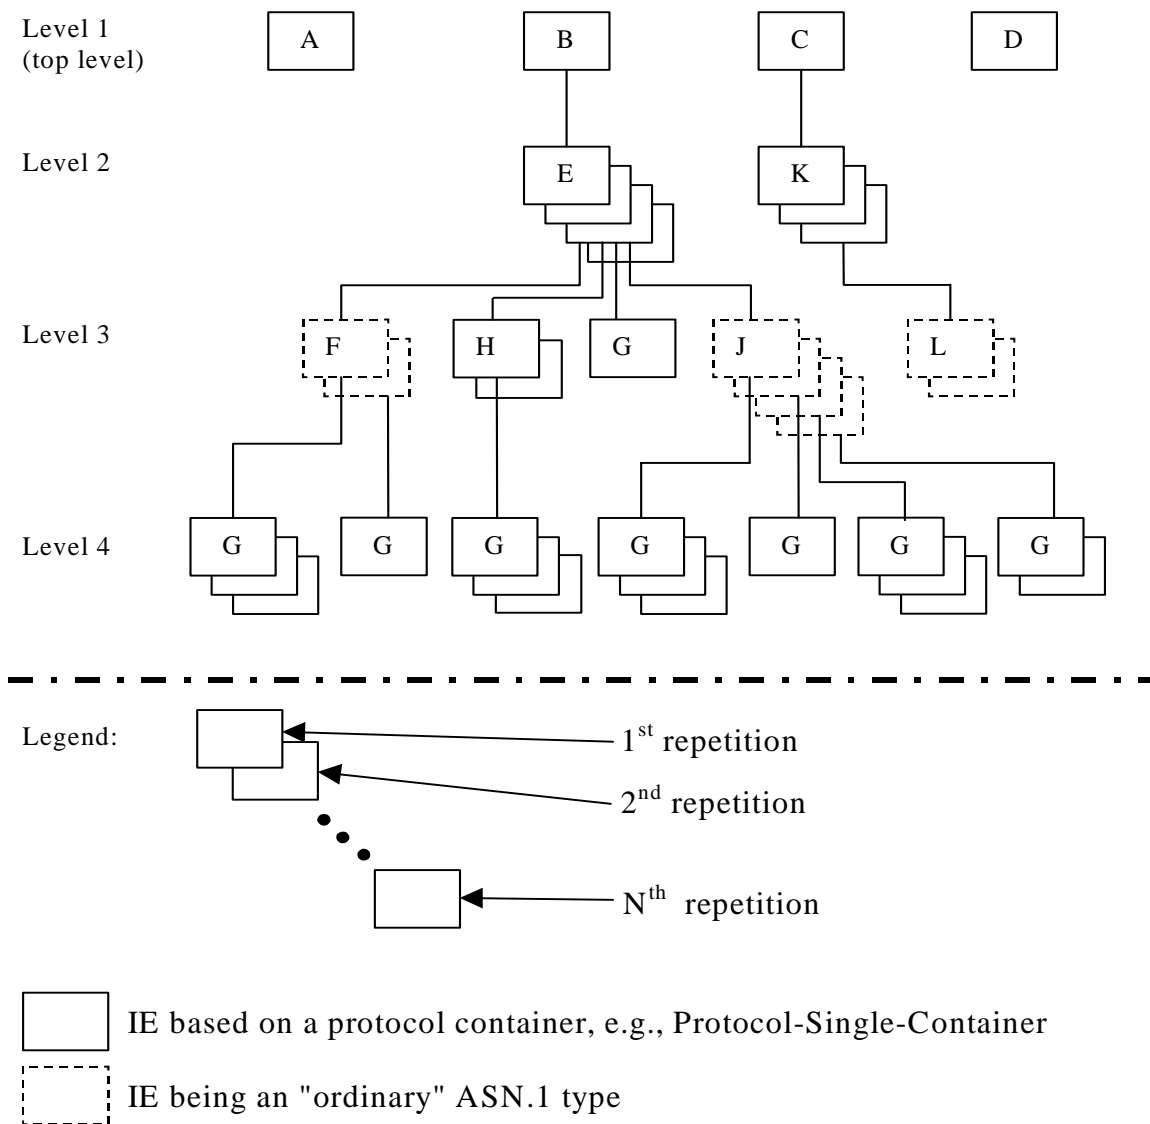 Level 1
(top level)
A B C D
Level 2
E K
Level 3
F H G J L
Level 4
G G G G G G G
Legend:
1st repetition
2nd repetition
Nth repetition
IE based on a protocol container, e.g., Protocol-Single-Container
IE being an "ordinary" ASN.1 type